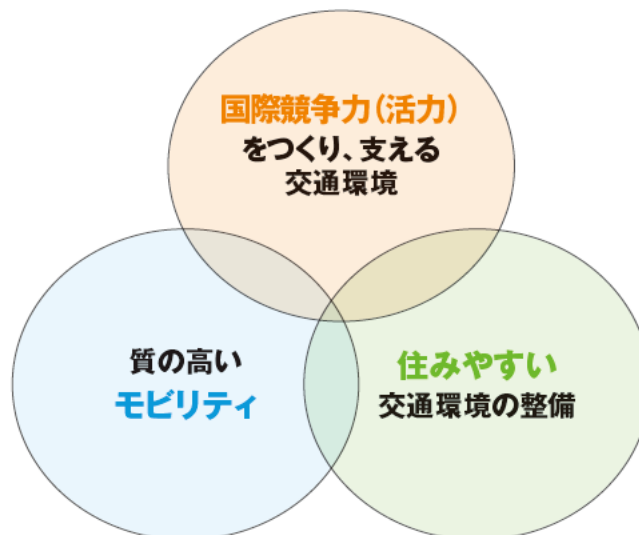 国際競争力（活力）
をつくり、支える
交通環境
質の高い
モビリティ
住みやすい
交通環境の整備